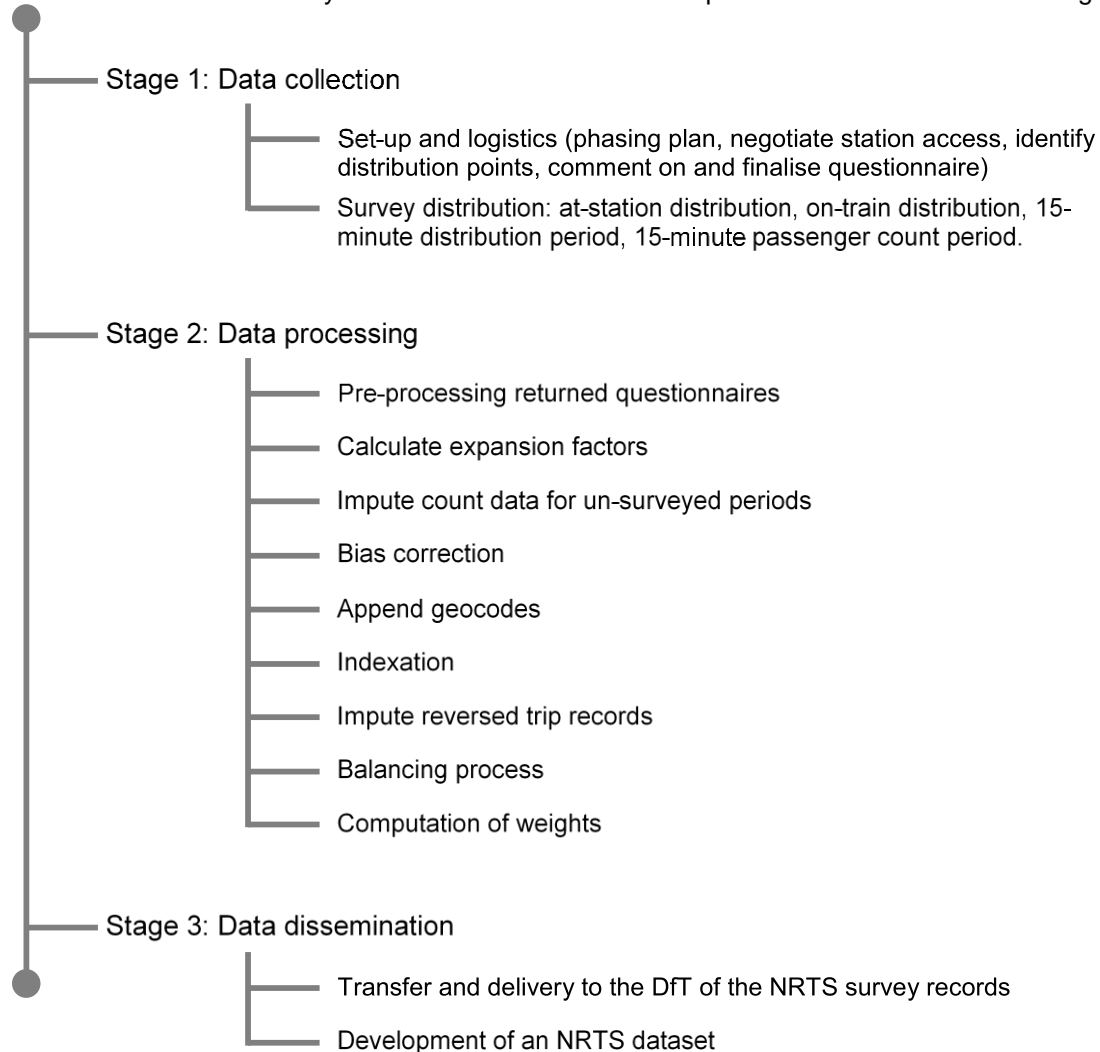 Stage 1: Data collection
Set-up and logistics (phasing plan, negotiate station access, identify
distribution points, comment on and finalise questionnaire)
Survey distribution: at-station distribution, on-train distribution, 15-
minute distribution period, 15-minute passenger count period.
Stage 2: Data processing
Pre-processing returned questionnaires
Calculate expansion factors
Impute count data for un-surveyed periods
Bias correction
Append geocodes
Indexation
Impute reversed trip records
Balancing process
Computation of weights
Stage 3: Data dissemination
Transfer and delivery to the DfT of the NRTS survey records
Development of an NRTS dataset